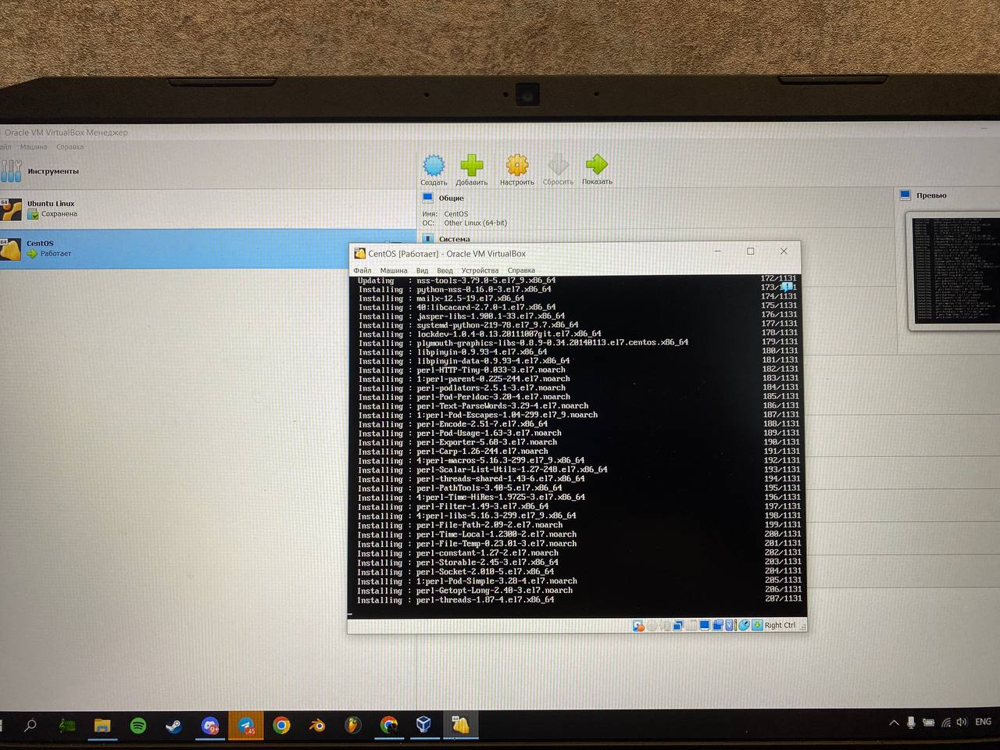 Oracle VM VirtualBox Менеджер
айл Машина Справка
Инструменты
Создать Добавить Настроить Сбросить Показать
64
Ubuntu Linux
Сохранена
64
CentOS
Работает
Общие
Имя: CentOS
ОС: Other Linux (64-bit)
Система
Превью
CentOS [Работает] - Oracle VM VirtualBox
Файл Машина Вид Ввод Устройства Справка
Updating : nss-tools-3.79.0-5.el7_9.x86_64 172/1131
Installing : python-nss-0.16.0-3.el7.x86_64 173/1131
Installing : mailx-12.5-19.el7.x86_64 174/1131
Installing : 40:libcacard-2.7.0-1.el7.x86_64 175/1131
Installing : jasper-libs-1.900.1-33.el7.x86_64 176/1131
Installing : systemd-python-219-78.el7_9.7.x86_64 177/1131
Installing : lockdev-1.0.4-0.13.20111007git.el7.x86_64 178/1131
Installing : plymouth-graphics-libs-0.8.9-0.34.20140113.el7.centos.x86_64 179/1131
Installing : libpinyin-0.9.93-4.el7.x86_64 180/1131
Installing : libpinyin-data-0.9.93-4.el7.x86_64 181/1131
Installing : perl-HTTP-Tiny-0.033-3.el7.noarch 182/1131
Installing : 1:perl-parent-0.225-244.el7.noarch 183/1131
Installing : perl-podlators-2.5.1-3.el7.noarch 184/1131
Installing : perl-Pod-Perldoc-3.20-4.el7.noarch 185/1131
Installing : perl-Text-ParseWords-3.29-4.el7.noarch 186/1131
Installing : 1:perl-Pod-Escapes-1.04-299.el7_9.noarch 187/1131
Installing : perl-Encode-2.51-7.el7.x86_64 188/1131
Installing : perl-Pod-Usage-1.63-3.el7.noarch 189/1131
Installing : perl-Exporter-5.68-3.el7.noarch 190/1131
Installing : perl-Carp-1.26-244.el7.noarch 191/1131
Installing : 4:perl-macros-5.16.3-299.el7_9.x86_64 192/1131
Installing : perl-Scalar-List-Utils-1.27-248.el7.x86_64 193/1131
Installing : perl-threads-shared-1.43-6.el7.x86_64 194/1131
Installing : perl-PathTools-3.40-5.el7.x86_64 195/1131
Installing : 4:perl-Time-HiRes-1.9725-3.el7.x86_64 196/1131
Installing : perl-Filter-1.49-3.el7.x86_64 197/1131
Installing : 4:perl-libs-5.16.3-299.el7_9.x86_64 198/1131
Installing : perl-File-Path-2.09-2.el7.noarch 199/1131
Installing : perl-Time-Local-1.2300-2.el7.noarch 200/1131
Installing : perl-File-Temp-0.23.01-3.el7.noarch 201/1131
Installing : perl-constant-1.27-2.el7.noarch 202/1131
Installing : perl-Storable-2.45-3.el7.x86_64 203/1131
Installing : perl-Socket-2.010-5.el7.x86_64 204/1131
Installing : 1:perl-Pod-Simple-3.28-4.el7.noarch 205/1131
Installing : perl-Getopt-Long-2.40-3.el7.noarch 206/1131
Installing : perl-threads-1.87-4.el7.x86_64 207/1131
Right Ctrl
9+
45
64
ENG